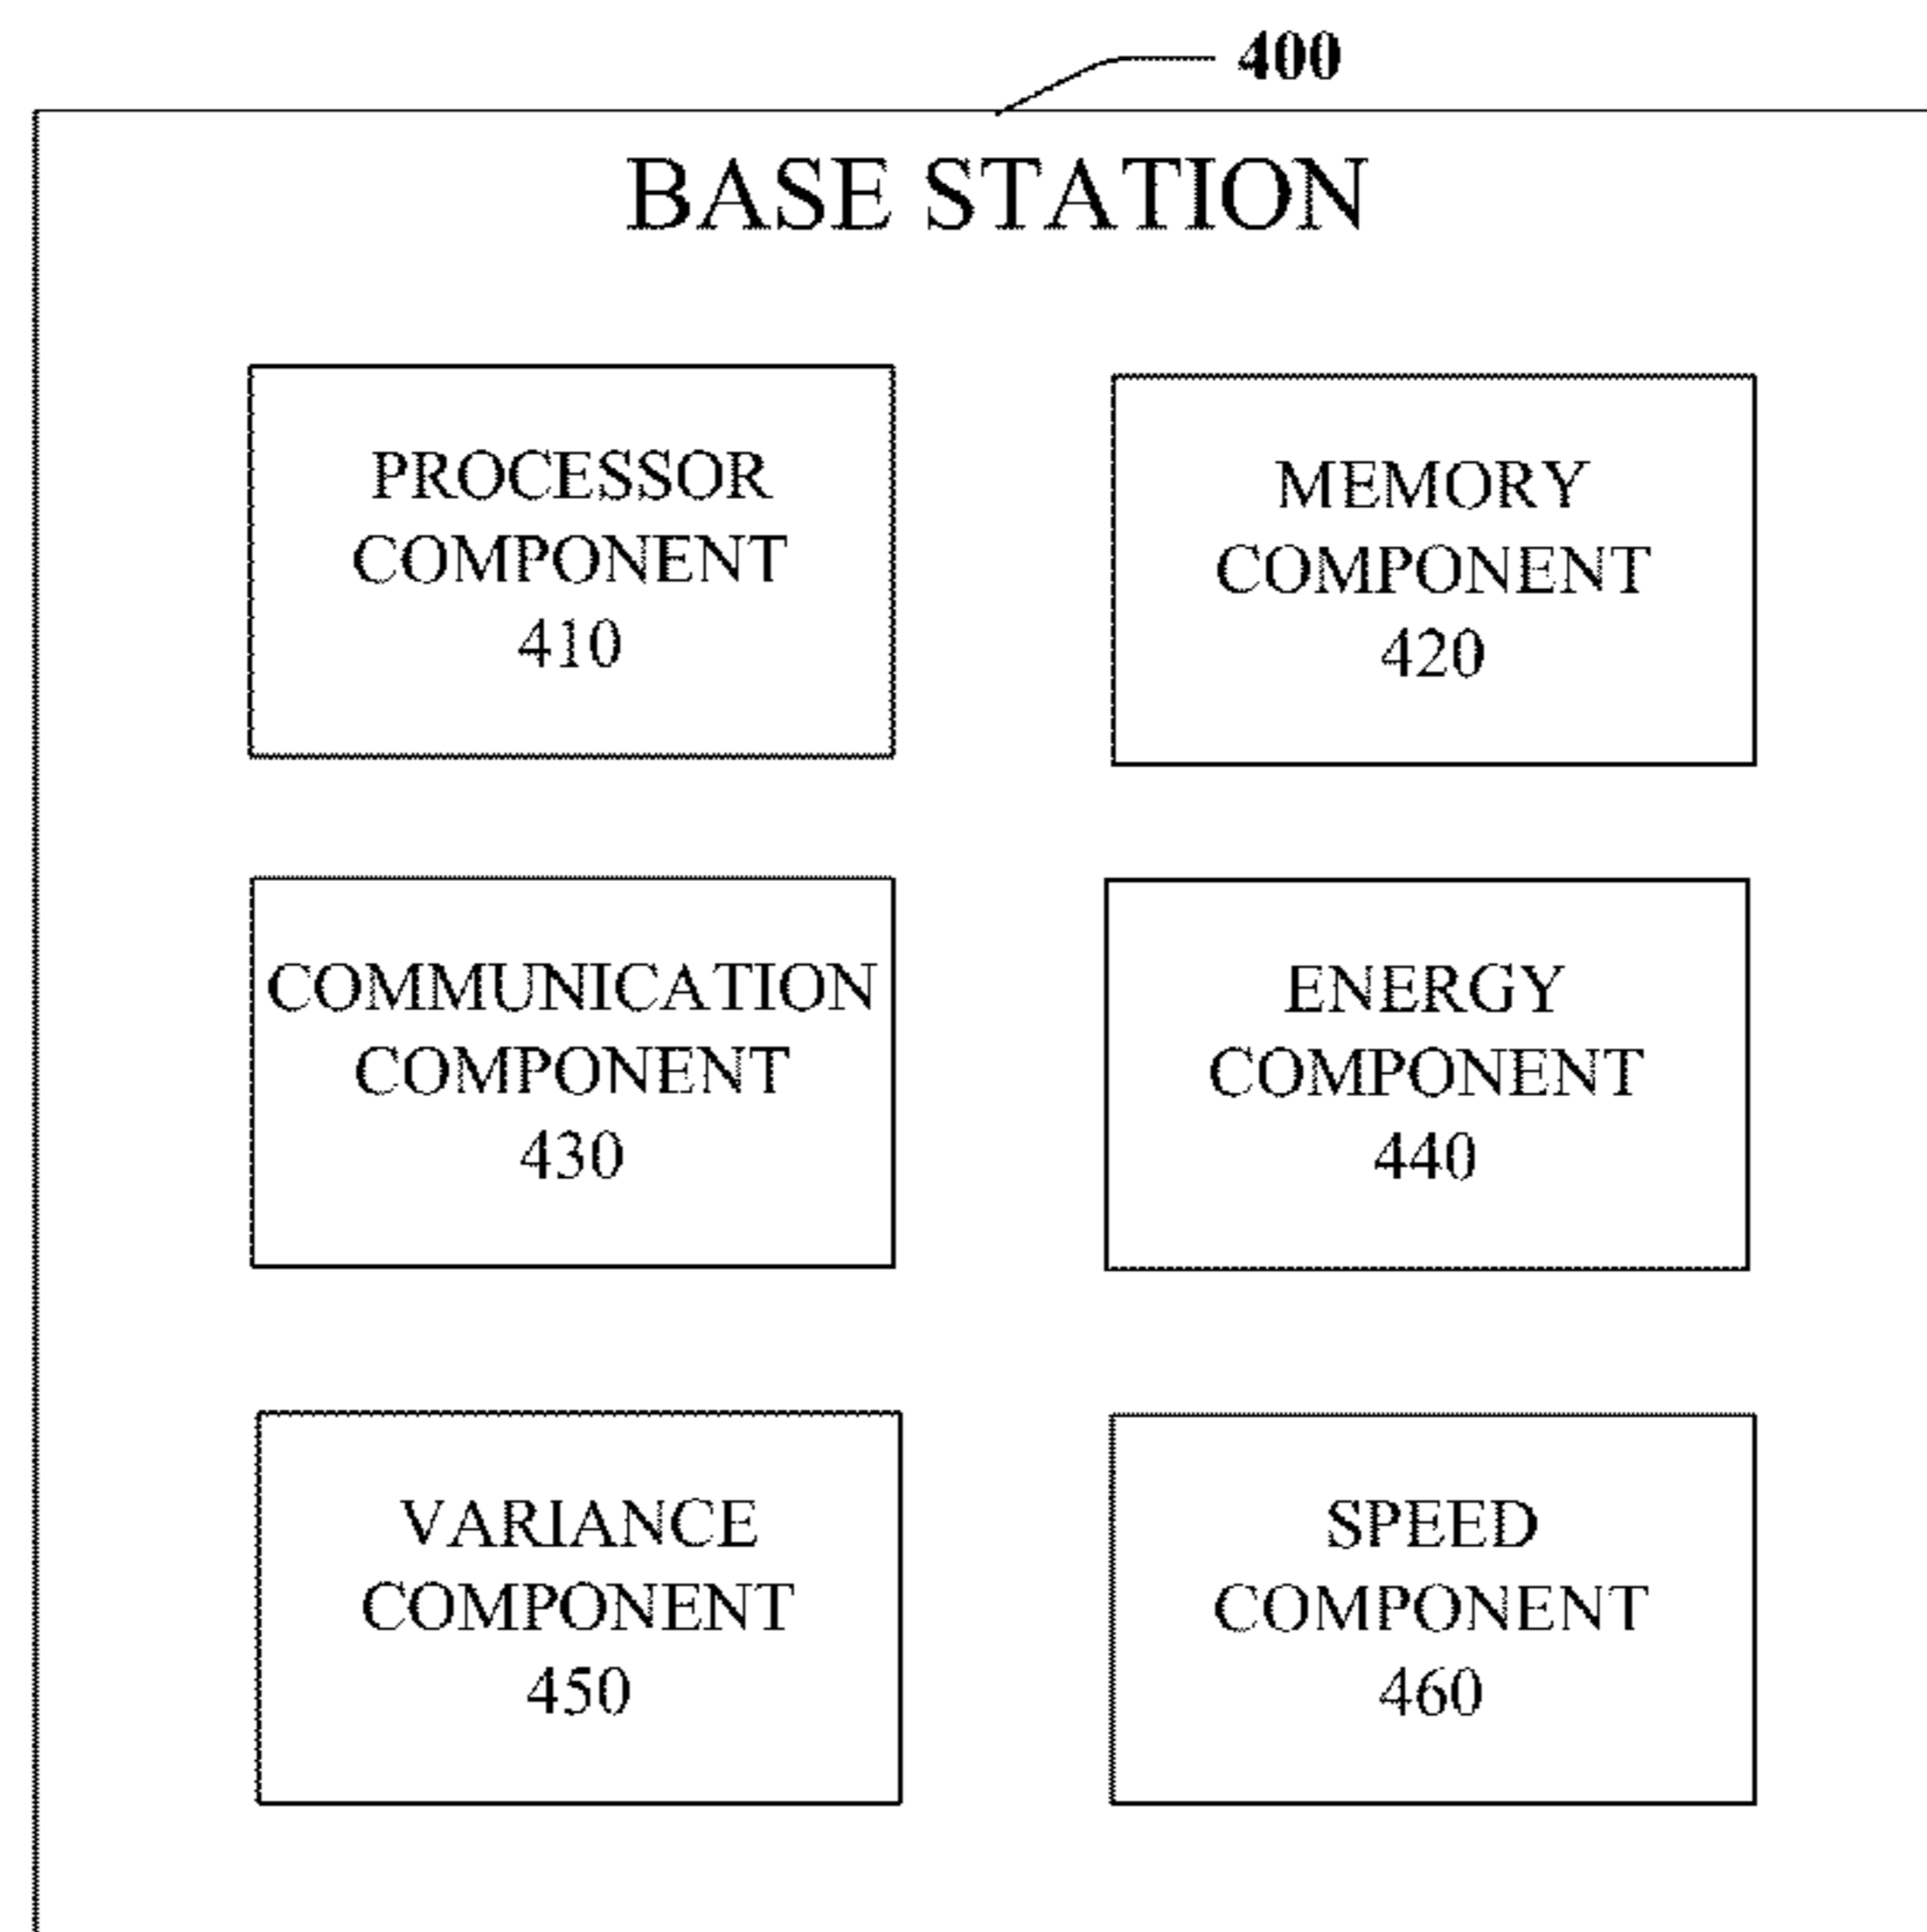 400
BASE STATION
PROCESSOR
COMPONENT
410
MEMORY
COMPONENT
420
COMMUNICATION
COMPONENT
430
ENERGY
COMPONENT
440
VARIANCE
COMPONENT
450
SPEED
COMPONENT
460